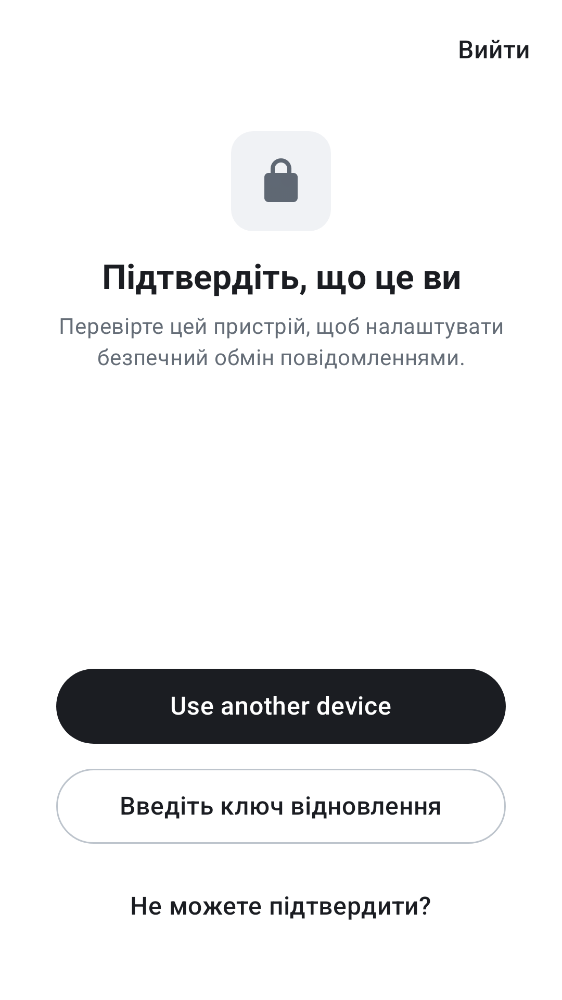 Вийти
Підтвердіть, що це ви
Перевірте цей пристрій, щоб налаштувати
безпечний обмін повідомленнями.
Use another device
Введіть ключ відновлення
Не можете підтвердити?